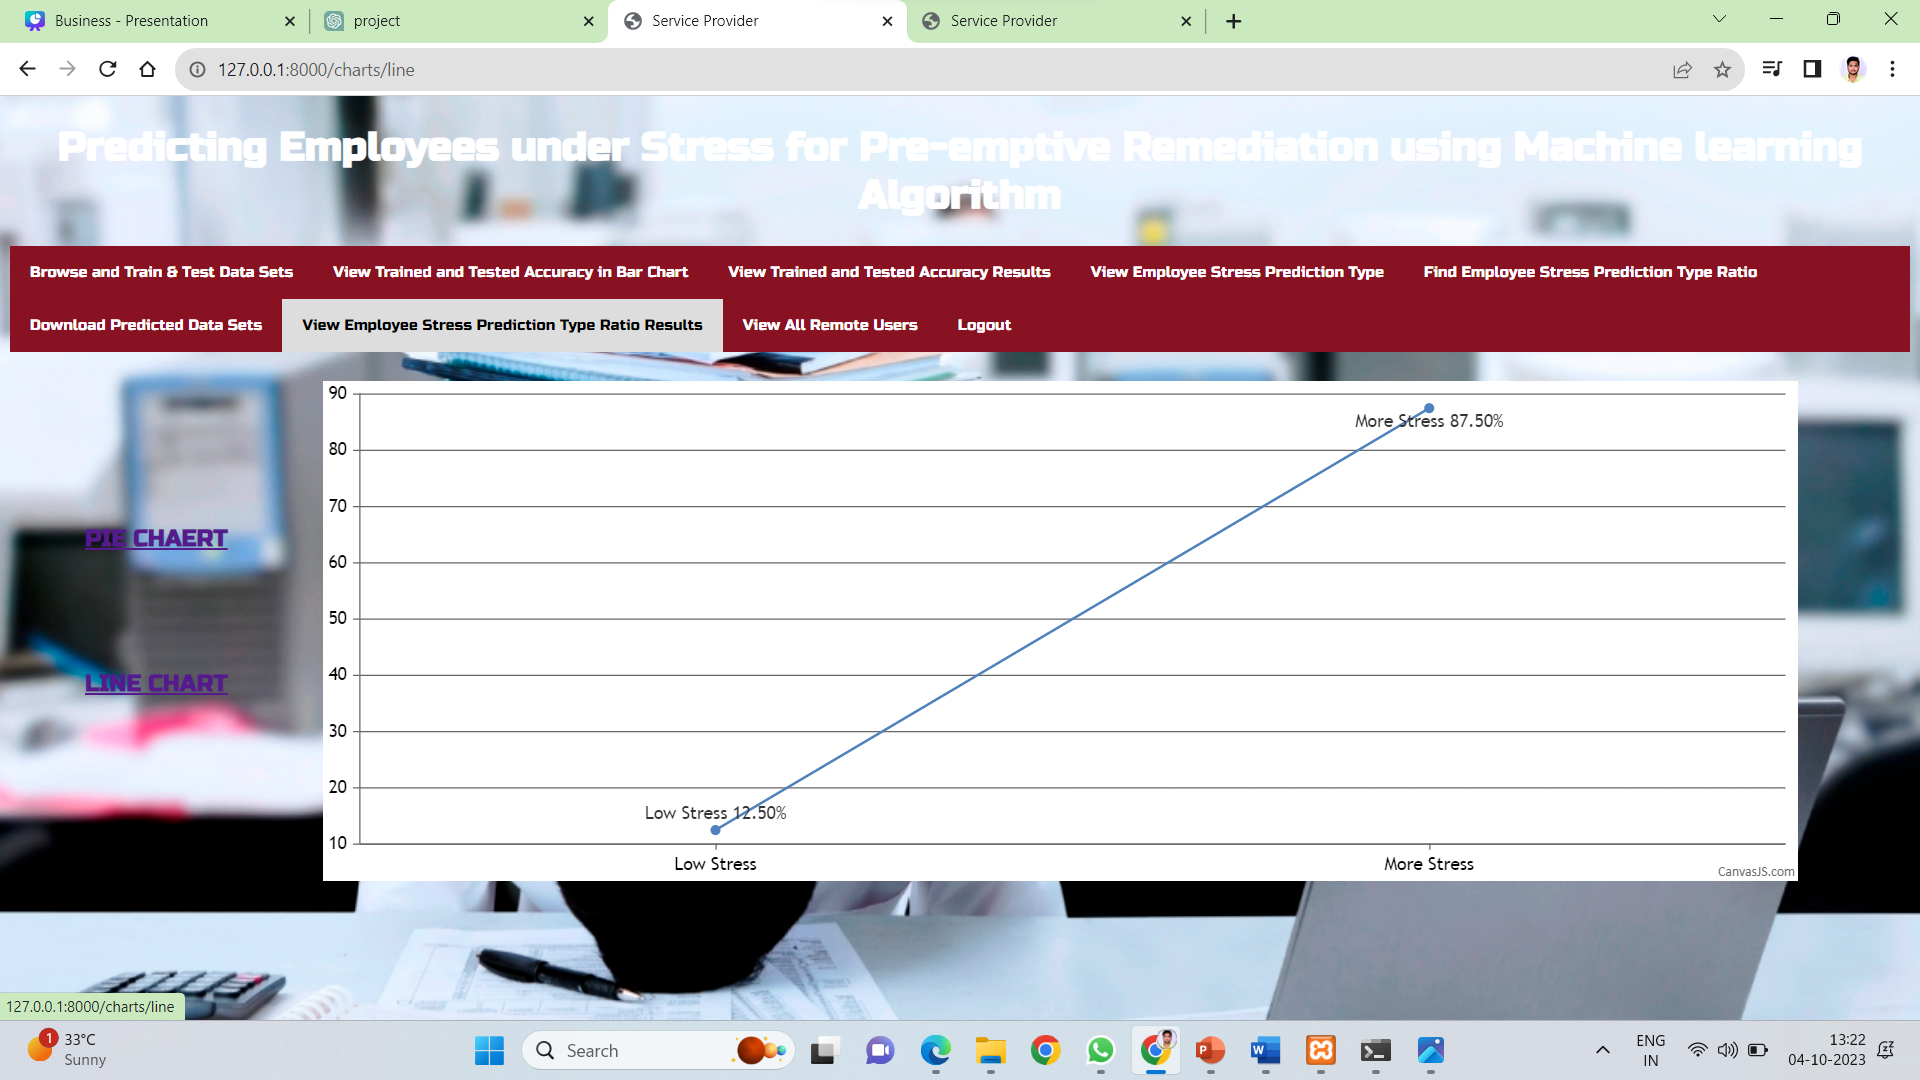 Business - Presentation
project
Service Provider
Service Provider
127.0.0.1:8000/charts/line
Predicting Employees under Stress for Pre-emptive Remediation using Machine learning
Algorithm
Browse and Train & Test Data Sets
View Trained and Tested Accuracy in Bar Chart
View Trained and Tested Accuracy Results
View Employee Stress Prediction Type
Find Employee Stress Prediction Type Ratio
Download Predicted Data Sets
View Employee Stress Prediction Type Ratio Results
View All Remote Users
Logout
PIE CHAERT
LINE CHART
90
80
70
60
50
40
30
20
10
More Stress 87.50%
Low Stress 12.50%
Low Stress
More Stress
CanvasJS.com
127.0.0.1:8000/charts/line
1
33°C
Sunny
Search
ENG
IN
13:22
04-10-2023